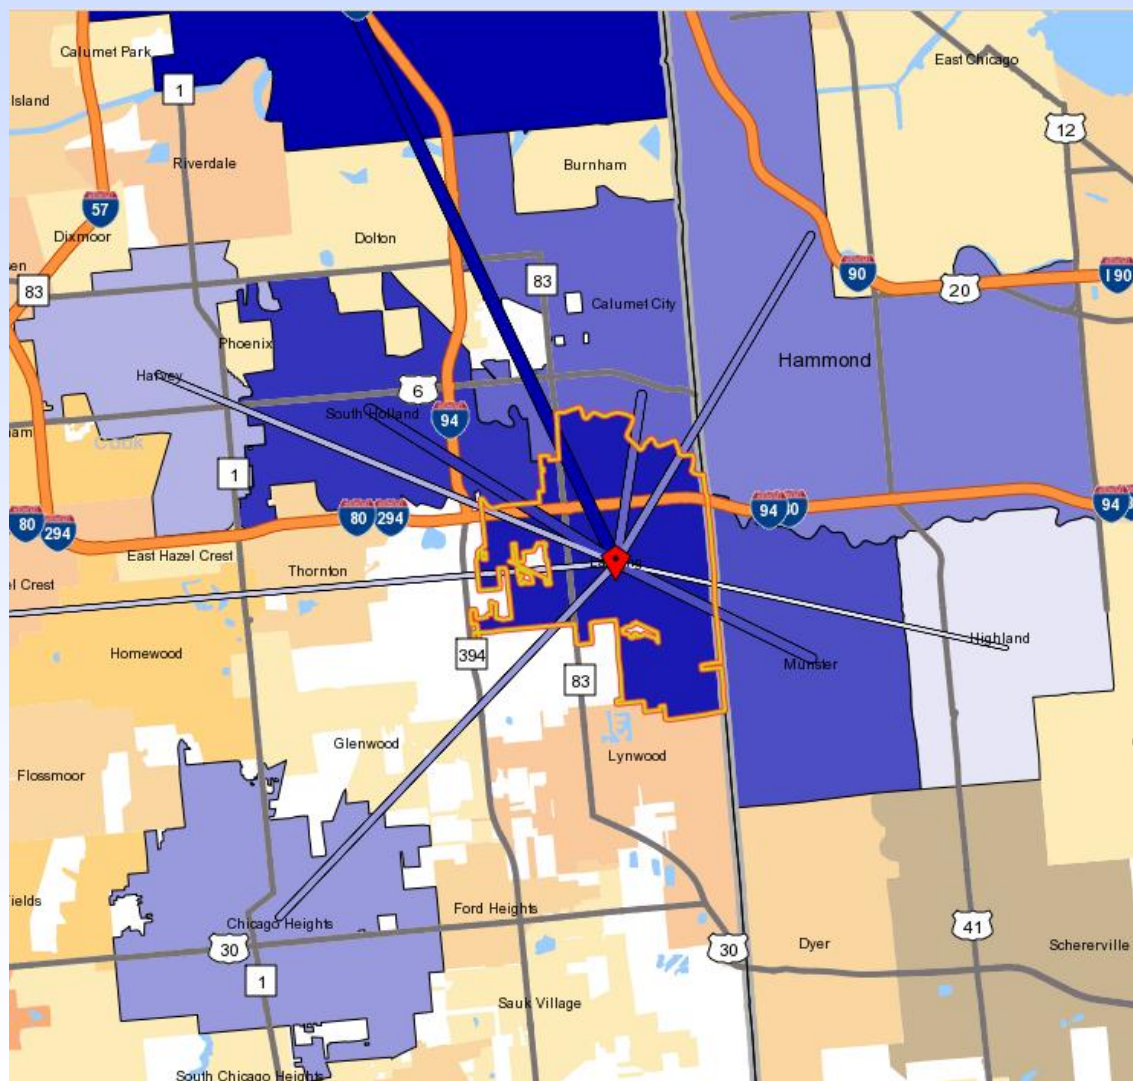 Calumet Park
East Chicago
1
Island
12
Riverdale
Burnham
57
Dixmoor
Dolton
90
I 90
83
83
20
Calumet City
Phoenix
Hammond
Harvey
6
South Holland
94
Cook
1
80
294
80
294
94
94
East Hazel Crest
Thornton
el Crest
Highland
Homewood
394
Munster
83
Glenwood
Lynwood
Flossmoor
ields
Ford Heights
Chicago Heights
30
30
41
Dyer
Schererville
1
Sauk Village
South Chicago Heights